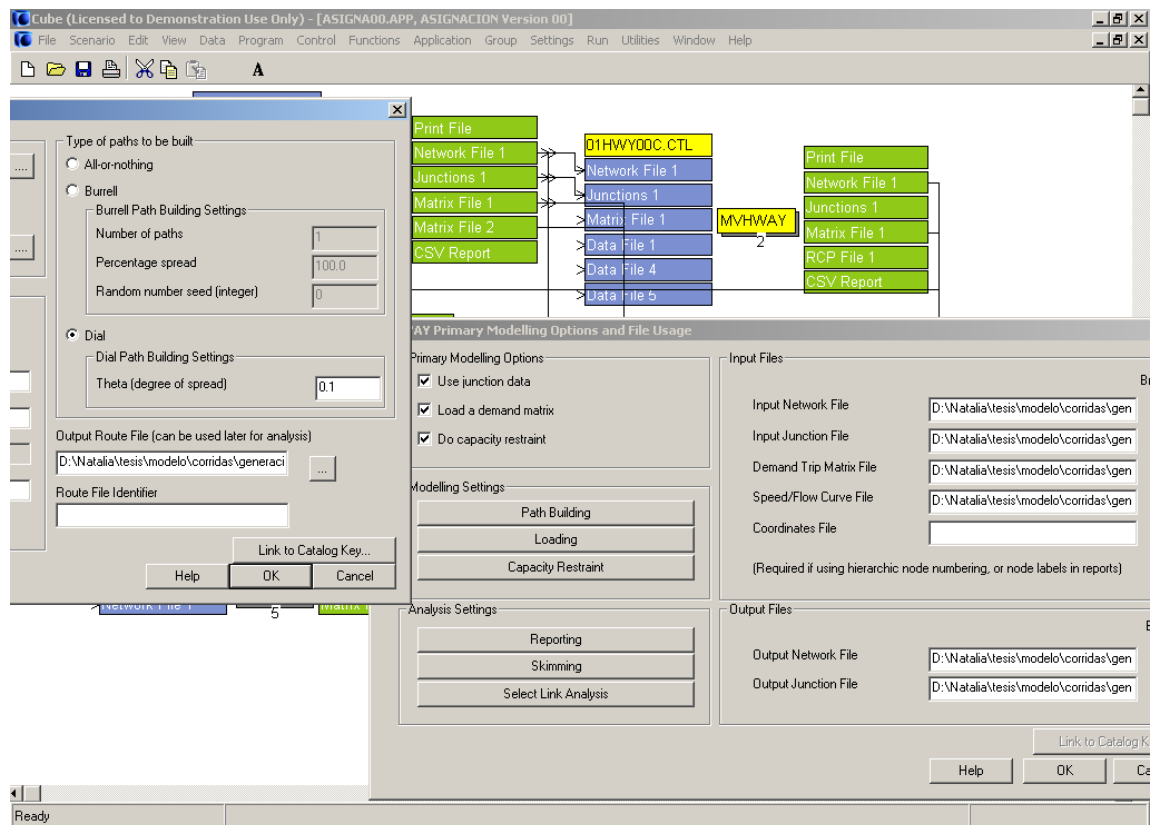 Cube (Licensed to Demonstration Use Only) - [ASIGNA00.APP, ASIGNACION Version 00]
File Scenario Edit View Data Program Control Functions Application Group Settings Run Utilities Window Help
A
Type of paths to be built
All-or-nothing
Burrell
Burrell Path Building Settings
Number of paths
1
Percentage spread
100.0
Random number seed (integer)
0
Dial
Dial Path Building Settings
Theta (degree of spread)
0.1
Output Route File (can be used later for analysis)
D:\Natalia\tesis\modelo\corridas\generaci
...
Route File Identifier
Link to Catalog Key...
Help
OK
Cancel
....
....
Print File
Network File 1
Junctions 1
Matrix File 1
Matrix File 2
CSV Report
01HWY00C.CTL
Network File 1
Junctions 1
Matrix File 1
Data File 1
Data File 4
Data File 5
MVHWAY
2
Print File
Network File 1
Junctions 1
Matrix File 1
RCP File 1
CSV Report
Network File 1
5
Matrix
AY Primary Modelling Options and File Usage
Primary Modelling Options
Use junction data
Load a demand matrix
Do capacity restraint
Modelling Settings
Path Building
Loading
Capacity Restraint
Analysis Settings
Reporting
Skimming
Select Link Analysis
Input Files
Br
Input Network File
D:\Natalia\tesis\modelo\corridas\gen
Input Junction File
D:\Natalia\tesis\modelo\corridas\gen
Demand Trip Matrix File
D:\Natalia\tesis\modelo\corridas\gen
Speed/Flow Curve File
D:\Natalia\tesis\modelo\corridas\gen
Coordinates File
(Required if using hierarchic node numbering, or node labels in reports)
Output Files
Output Network File
D:\Natalia\tesis\modelo\corridas\gen
Output Junction File
D:\Natalia\tesis\modelo\corridas\gen
Link to Catalog K
Help
OK
Ca
Ready